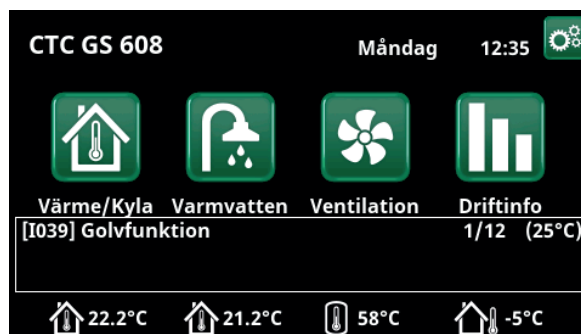 CTC GS 608 Måndag 12:35
Värme/Kyla Varmvatten Ventilation Driftinfo
[I039] Golvfunktion 1/12 (25°C)
22.2°C 21.2°C 58°C -5°C